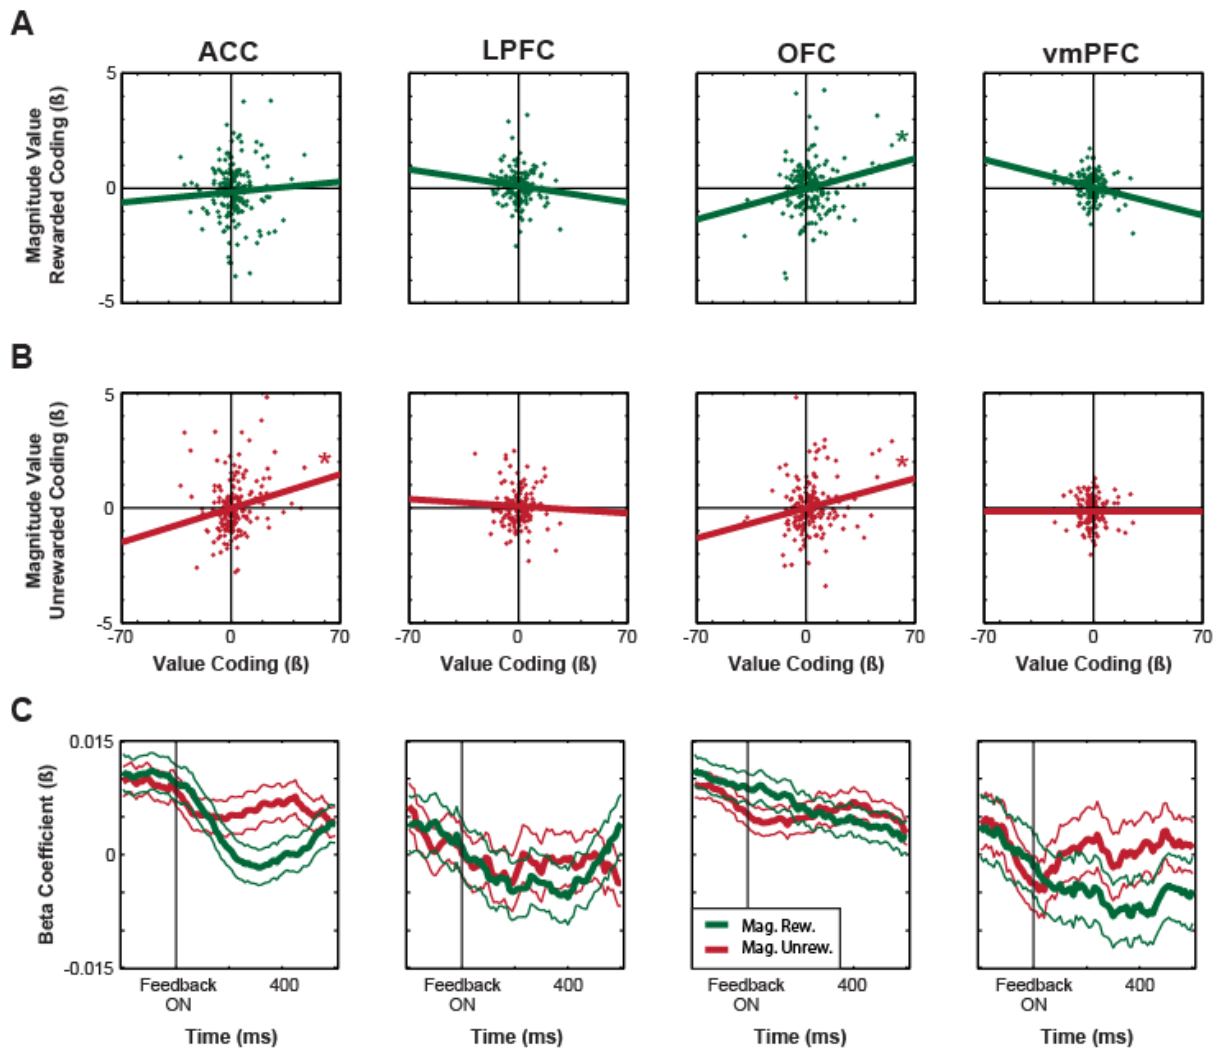 A
ACC
LPFC
OFC
vmPFC
Magnitude Value
Rewarded Coding (ß)
5
0
-5
*
B
Magnitude Value
Unrewarded Coding (ß)
5
0
-5
*
*
-70 0 70
-70 0 70
-70 0 70
-70 0 70
Value Coding (ß)
Value Coding (ß)
Value Coding (ß)
Value Coding (ß)
C
Beta Coefficient (ß)
0.015
0
-0.015
Mag. Rew.
Mag. Unrew.
Feedback
ON
400
Feedback
ON
400
Feedback
ON
400
Feedback
ON
400
Time (ms)
Time (ms)
Time (ms)
Time (ms)